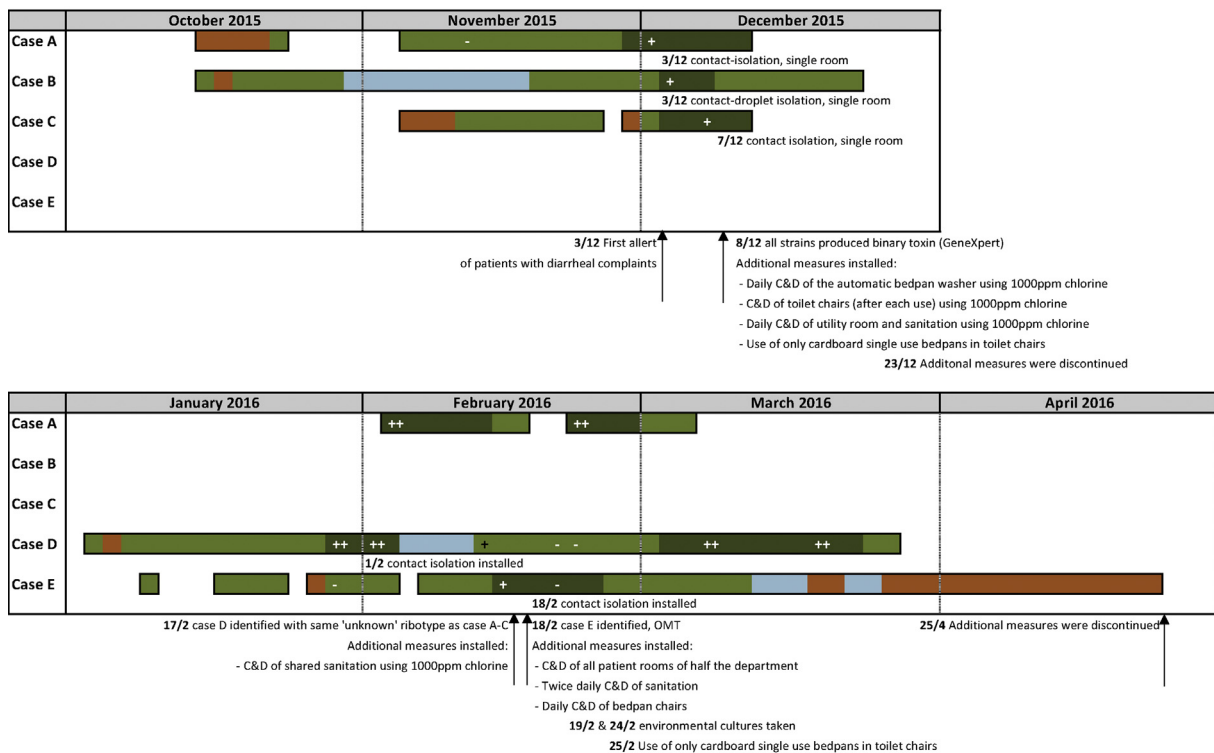 October 2015 November 2015 December 2015
Case A - +
3/12 contact-isolation, single room
Case B +
3/12 contact-droplet isolation, single room
Case C +
7/12 contact isolation, single room
Case D
Case E
3/12 First allert
of patients with diarrheal complaints
8/12 all strains produced binary toxin (GeneXpert)
Additional measures installed:
- Daily C&D of the automatic bedpan washer using 1000ppm chlorine
- C&D of toilet chairs (after each use) using 1000ppm chlorine
- Daily C&D of utility room and sanitation using 1000ppm chlorine
- Use of only cardboard single use bedpans in toilet chairs
23/12 Additonal measures were discontinued
January 2016 February 2016 March 2016 April 2016
Case A ++ ++
Case B
Case C
Case D ++ ++ + - - ++ ++
1/2 contact isolation installed
Case E - + -
18/2 contact isolation installed
17/2 case D identified with same 'unknown' ribotype as case A-C
Additional measures installed:
- C&D of shared sanitation using 1000ppm chlorine
18/2 case E identified, OMT
Additional measures installed:
- C&D of all patient rooms of half the department
- Twice daily C&D of sanitation
- Daily C&D of bedpan chairs
19/2 & 24/2 environmental cultures taken
25/2 Use of only cardboard single use bedpans in toilet chairs
25/4 Additional measures were discontinued